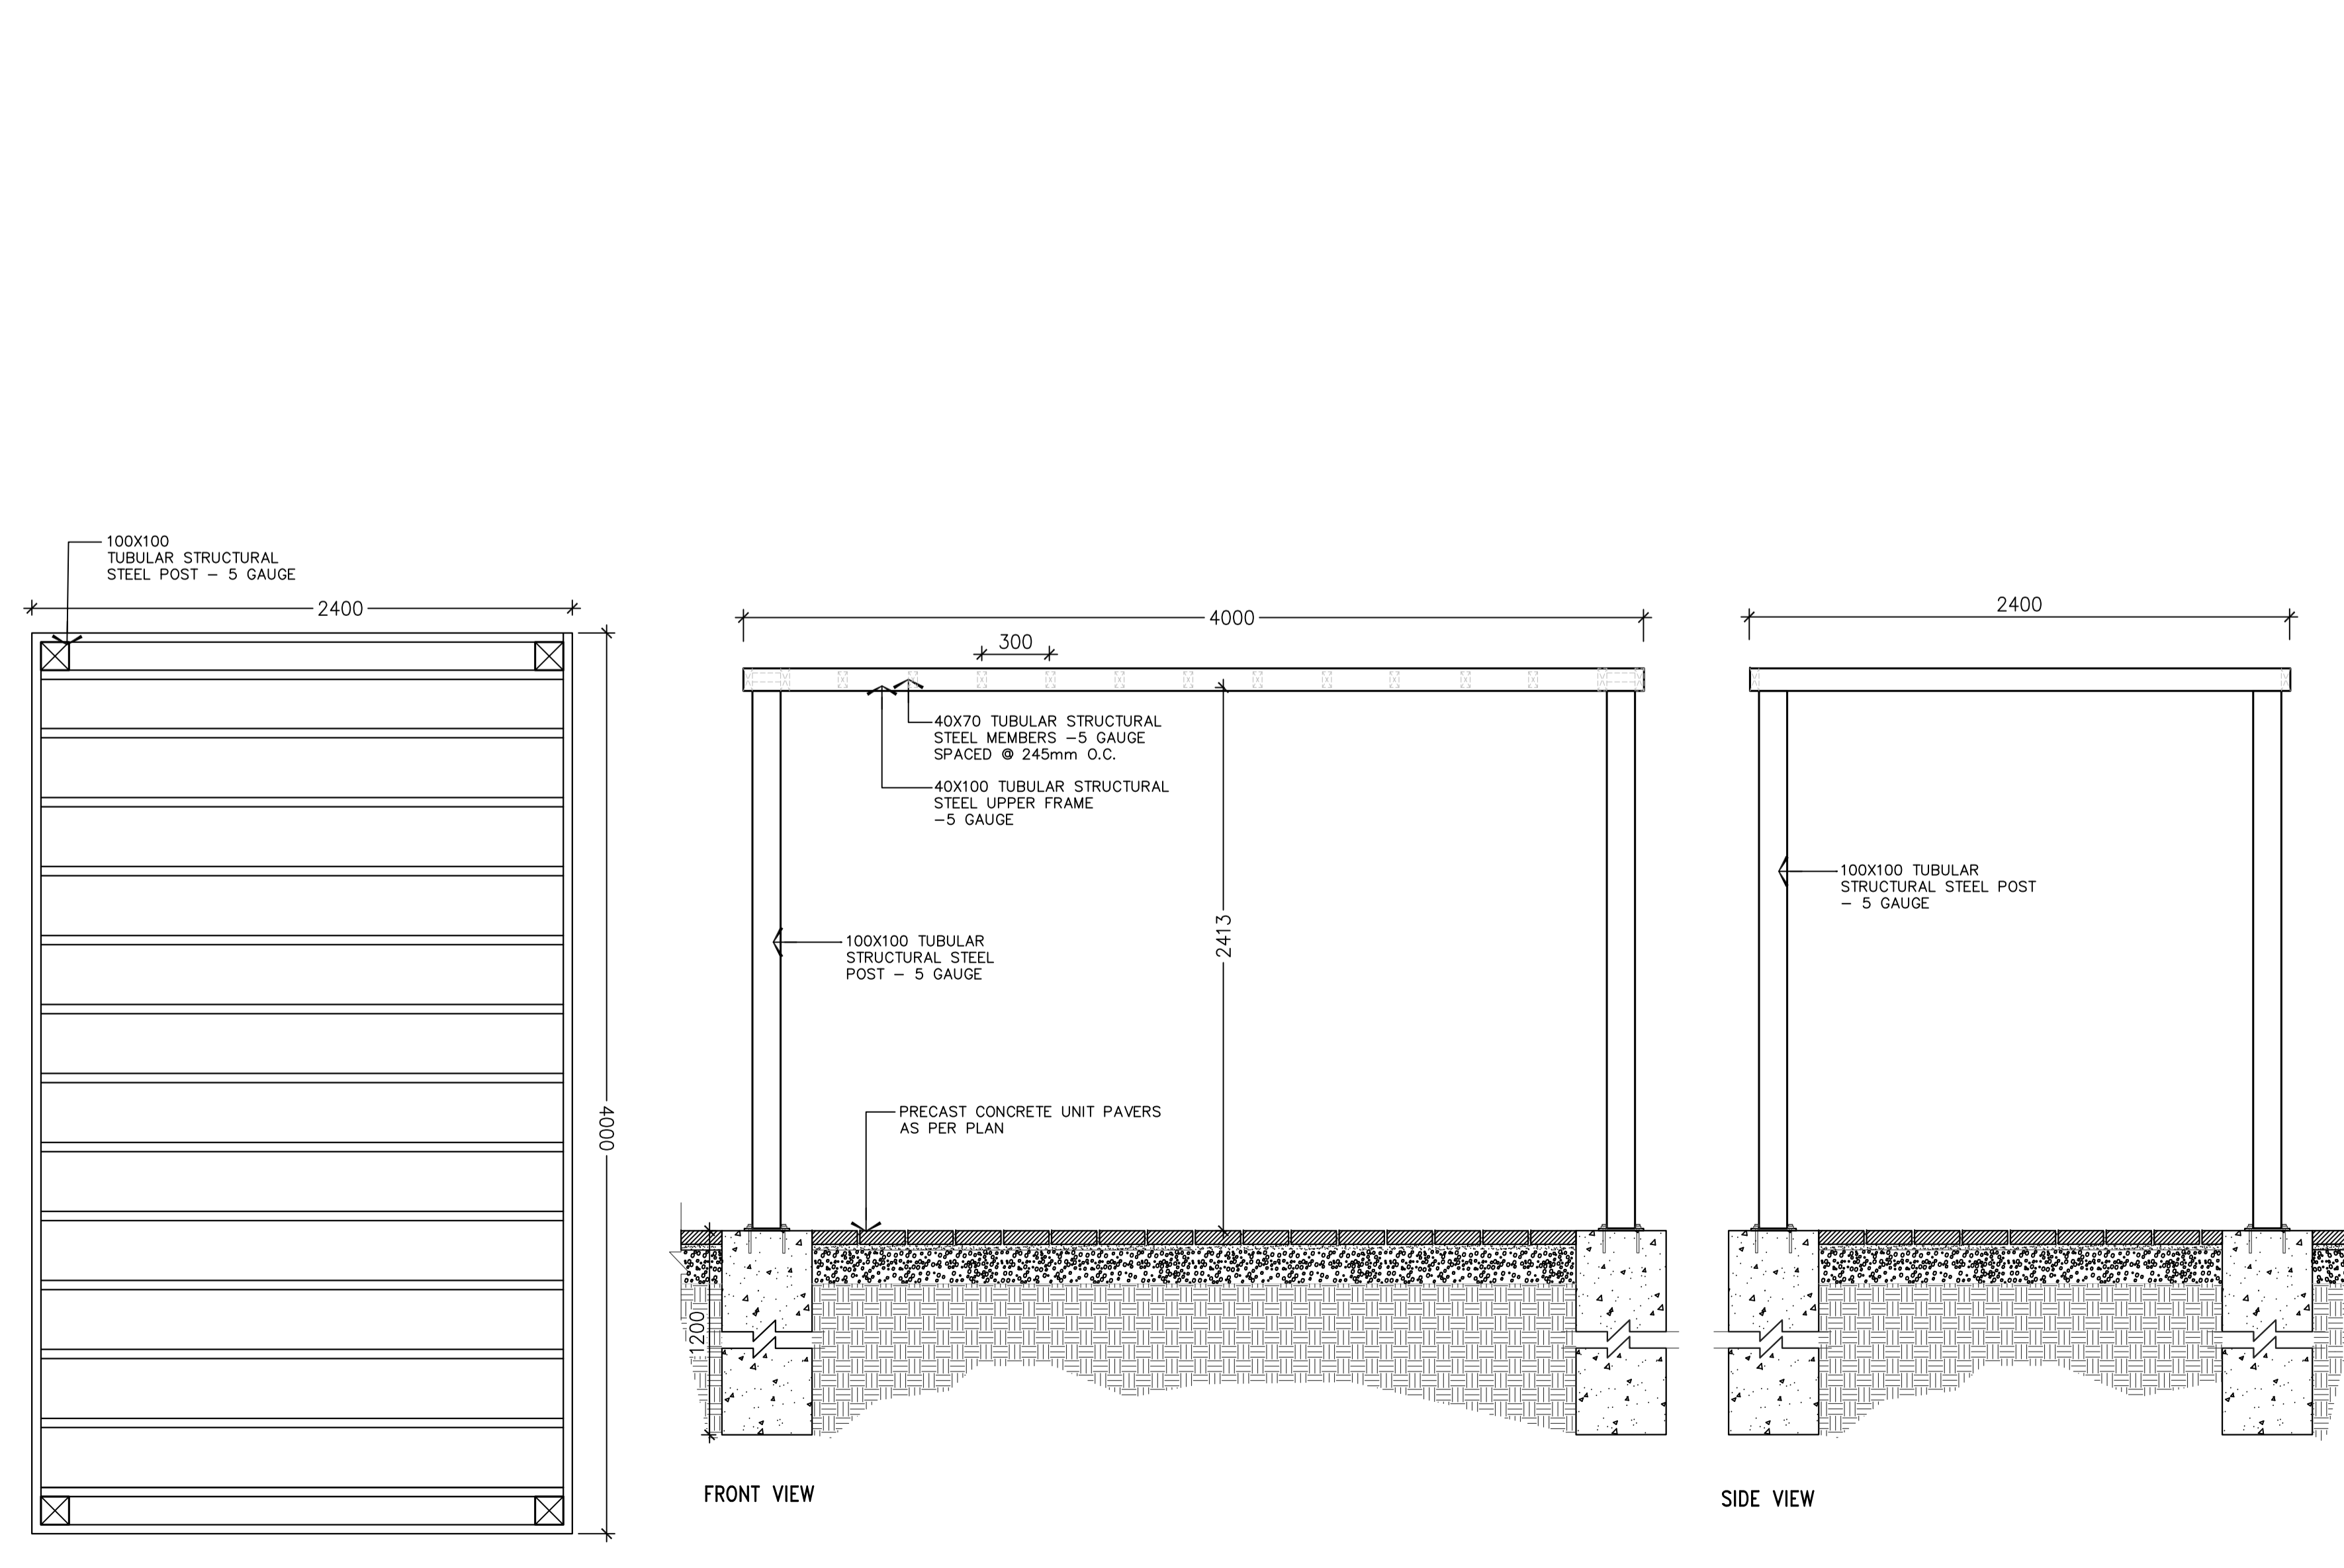 100X100
TUBULAR STRUCTURAL
STEEL POST – 5 GAUGE
2400
4000
4000
300
40X70 TUBULAR STRUCTURAL
STEEL MEMBERS –5 GAUGE
SPACED @ 245mm O.C.
40X100 TUBULAR STRUCTURAL
STEEL UPPER FRAME
–5 GAUGE
2413
100X100 TUBULAR
STRUCTURAL STEEL
POST – 5 GAUGE
PRECAST CONCRETE UNIT PAVERS
AS PER PLAN
1200
FRONT VIEW
2400
100X100 TUBULAR
STRUCTURAL STEEL POST
– 5 GAUGE
SIDE VIEW